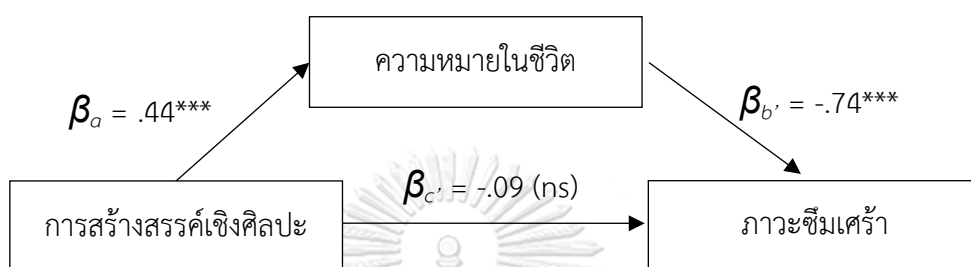 ความหมายในชีวิต
βa = .44***
βb' = -.74***
βc' = -.09 (ns)
การสร้างสรรค์เชิงศิลปะ
ภาวะซึมเศร้า